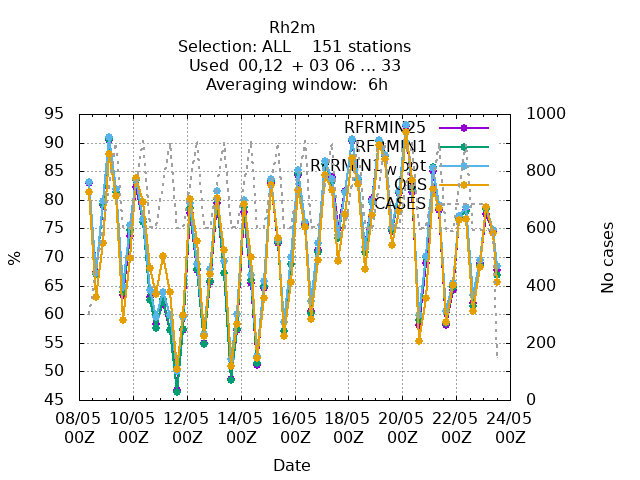 Rh2m
Selection: ALL    151 stations
Used  00,12  + 03 06 ... 33
Averaging window:  6h
RFRMIN25
RFRMIN1
RFRMIN1wopt
OBS
CASES
95
90
85
80
75
70
65
60
55
50
45
%
1000
800
600
400
200
0
No cases
08/05 10/05 12/05 14/05 16/05 18/05 20/05 22/05 24/05
00Z 00Z 00Z 00Z 00Z 00Z 00Z 00Z 00Z
Date